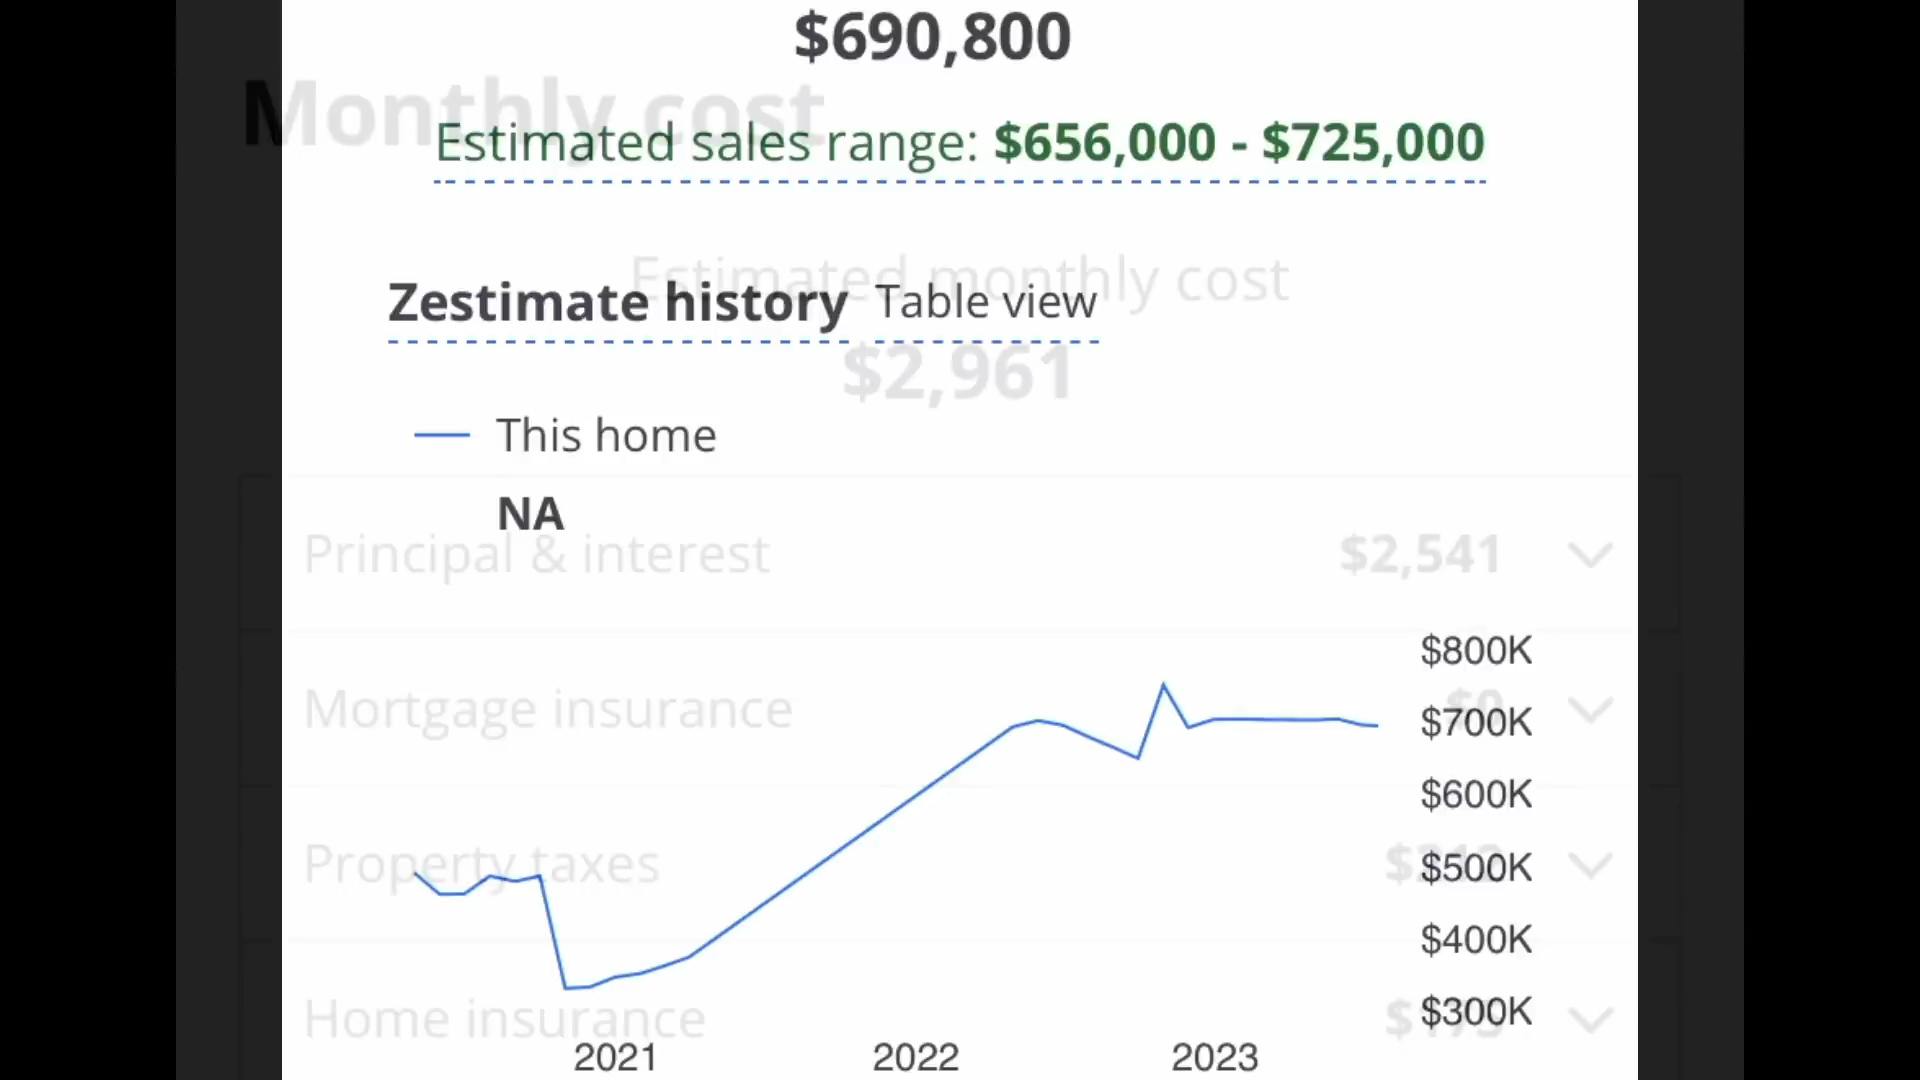 $690,800
Monthly cost
Estimated sales range: $656,000 - $725,000
Estimated monthly cost
Zestimate history Table view
$2,961
This home
NA
Principal & interest $2,541
$800K
Mortgage insurance $0
$700K
$600K
Property taxes
$500K
$400K
Home insurance
$300K
2021 2022 2023